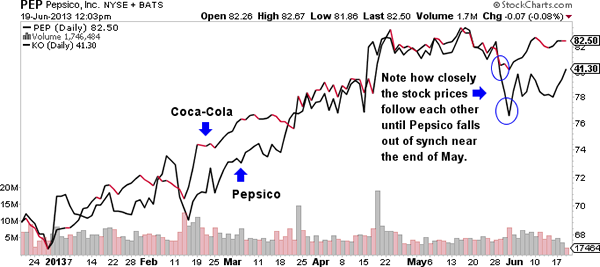 PEP Pepsico, Inc. NYSE + BATS © StockCharts.com
19-Jun-2013 12:03pm Open 82.26 High 82.67 Low 81.86 Last 82.50 Volume 1.7M Chg -0.07 (-0.08%)
PEP (Daily) 82.50
Volume 1,746,484
KO (Daily) 41.30
82.50
82
41.30
80
78
76
74
72
70
Note how closely
the stock prices
follow each other
until Pepsico falls
out of synch near
the end of May.
Coca-Cola
Pepsico
20M
15M
10M
5M
17464
24 20137 14 22 Feb 11 19 25 Mar 11 18 25 Apr 8 15 22 May 13 20 28 Jun 10 17